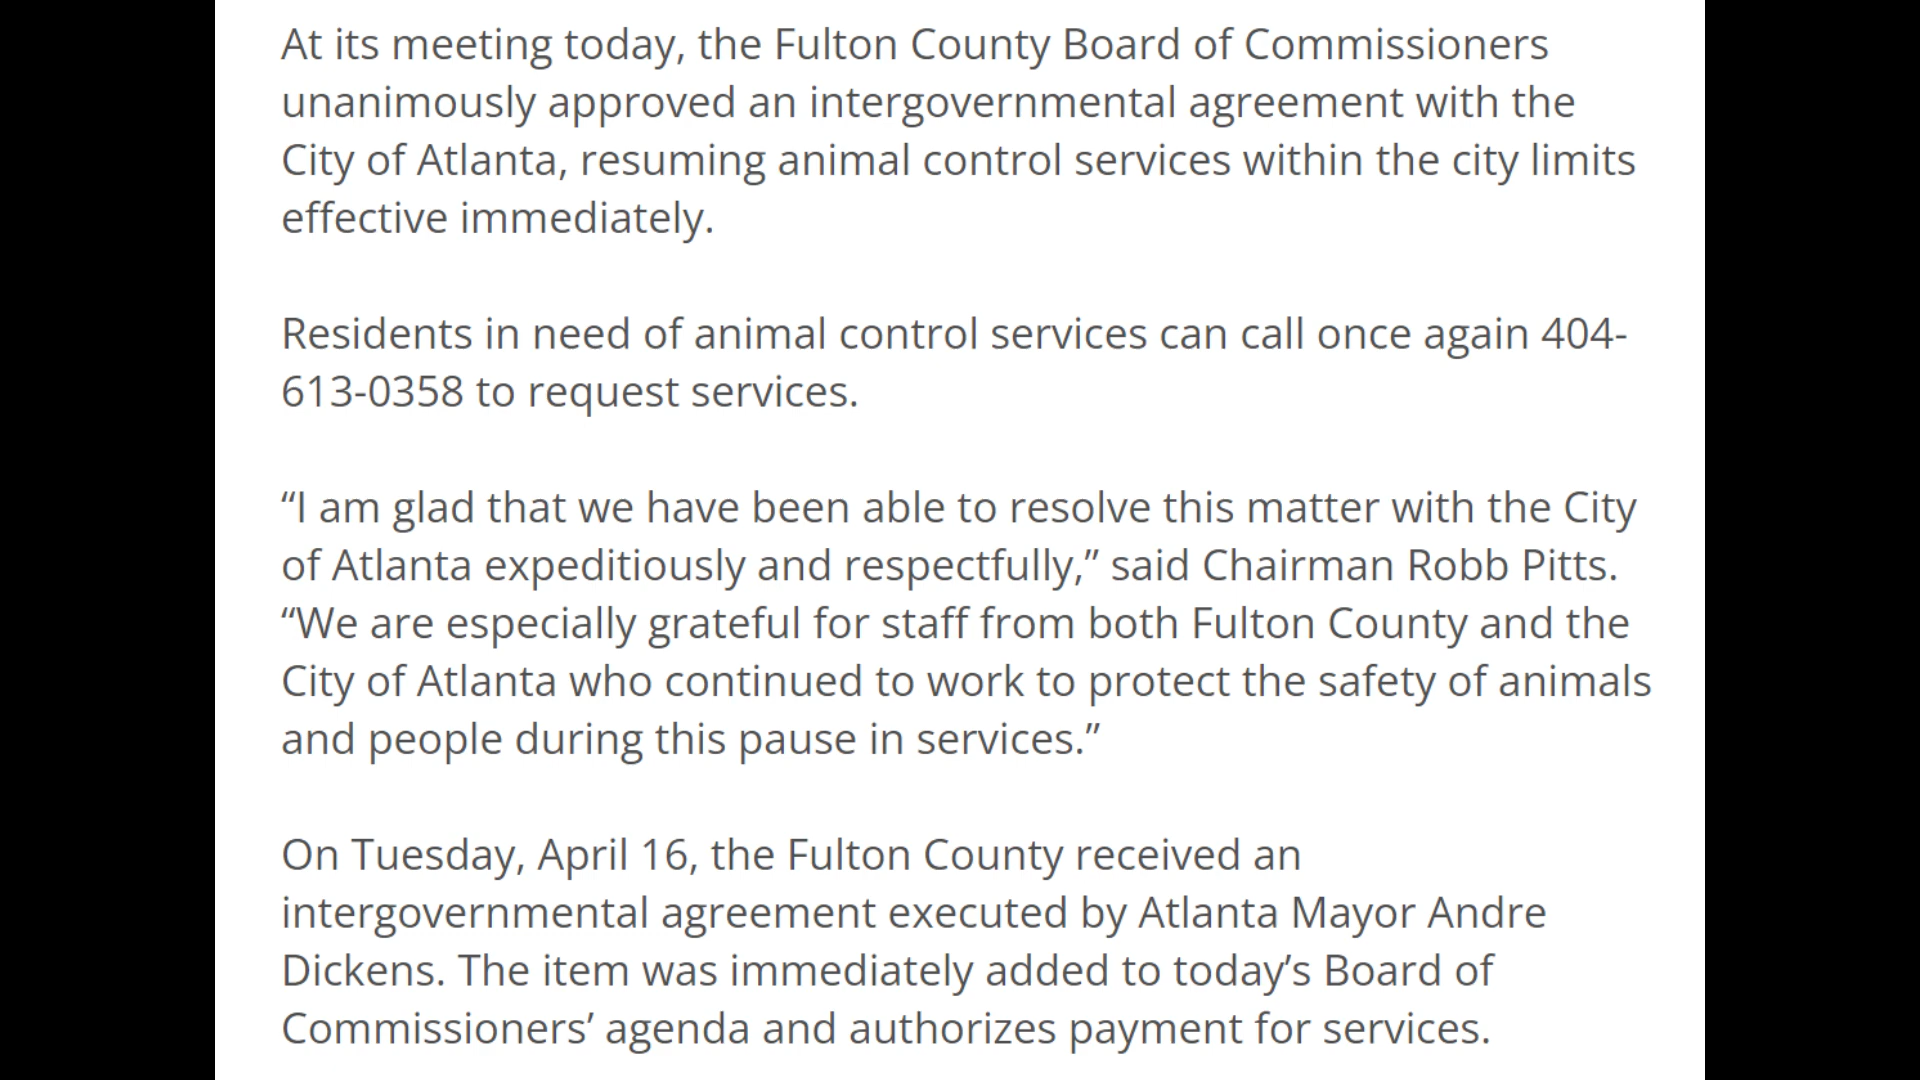 At its meeting today, the Fulton County Board of Commissioners
unanimously approved an intergovernmental agreement with the
City of Atlanta, resuming animal control services within the city limits
effective immediately.
Residents in need of animal control services can call once again 404-
613-0358 to request services.
“I am glad that we have been able to resolve this matter with the City
of Atlanta expeditiously and respectfully,” said Chairman Robb Pitts.
“We are especially grateful for staff from both Fulton County and the
City of Atlanta who continued to work to protect the safety of animals
and people during this pause in services.”
On Tuesday, April 16, the Fulton County received an
intergovernmental agreement executed by Atlanta Mayor Andre
Dickens. The item was immediately added to today’s Board of
Commissioners’ agenda and authorizes payment for services.